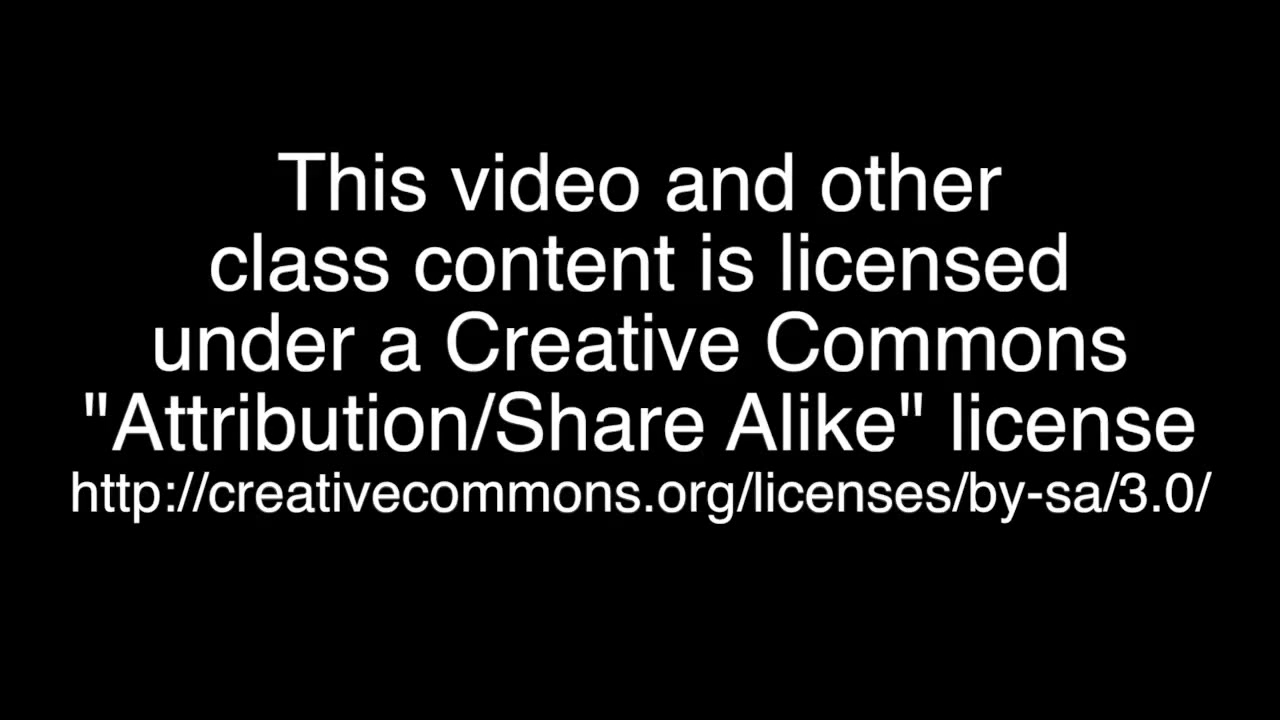 This video and other
class content is licensed
under a Creative Commons
"Attribution/Share Alike" license
http://creativecommons.org/licenses/by-sa/3.0/